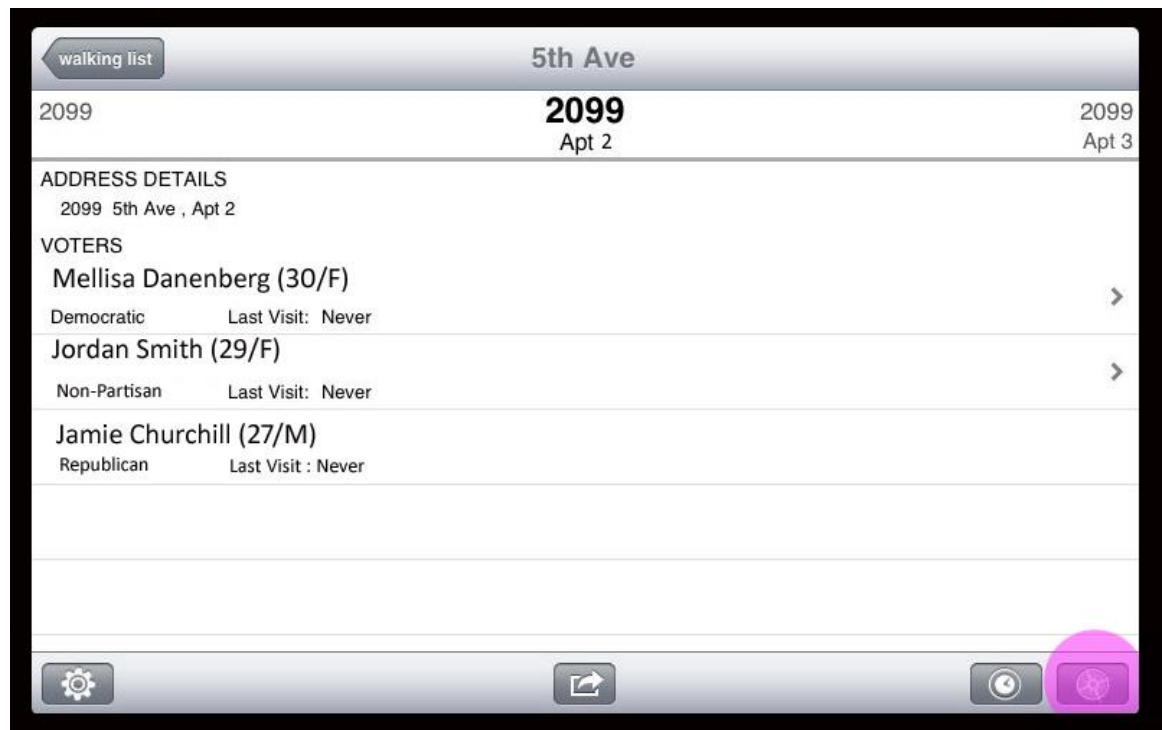 walking list
5th Ave
2099
2099
2099
Apt 2
Apt 3
ADDRESS DETAILS
2099 5th Ave , Apt 2
VOTERS
Mellisa Danenberg (30/F)
Democratic Last Visit: Never
Jordan Smith (29/F)
Non-Partisan Last Visit: Never
Jamie Churchill (27/M)
Republican Last Visit : Never